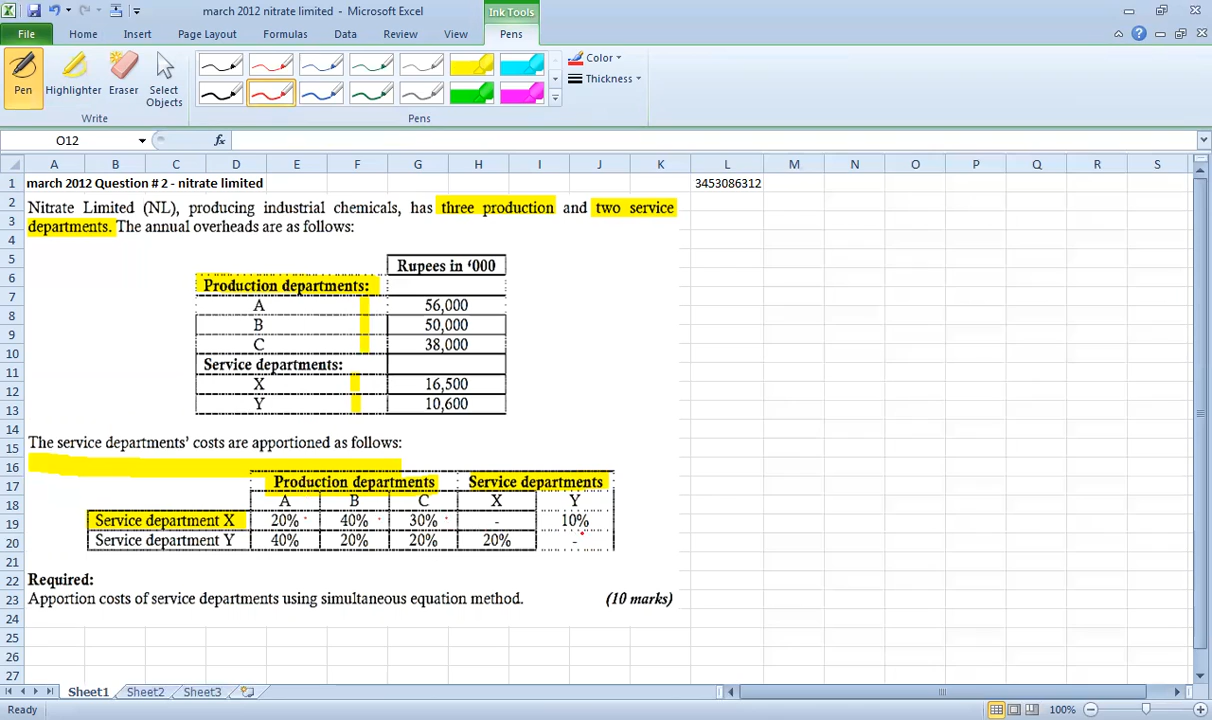 march 2012 nitrate limited - Microsoft Excel
Ink Tools
File Home Insert Page Layout Formulas Data Review View Pens
Pen Highlighter Eraser Select Objects
Color
Thickness
Write Pens
O12 fx
A B C D E F G H I J K L M N O P Q R S
1 march 2012 Question # 2 - nitrate limited 3453086312
2 Nitrate Limited (NL), producing industrial chemicals, has three production and two service
3 departments. The annual overheads are as follows:
4
5 Rupees in ‘000
6 Production departments:
7 A 56,000
8 B 50,000
9 C 38,000
10 Service departments:
11 X 16,500
12 Y 10,600
13
14
15 The service departments’ costs are apportioned as follows:
16
17 Production departments Service departments
18 A B C X Y
19 Service department X 20% 40% 30% - 10%
20 Service department Y 40% 20% 20% 20% -
21
22 Required:
23 Apportion costs of service departments using simultaneous equation method. (10 marks)
24
25
26
27
Sheet1 Sheet2 Sheet3
Ready 100%